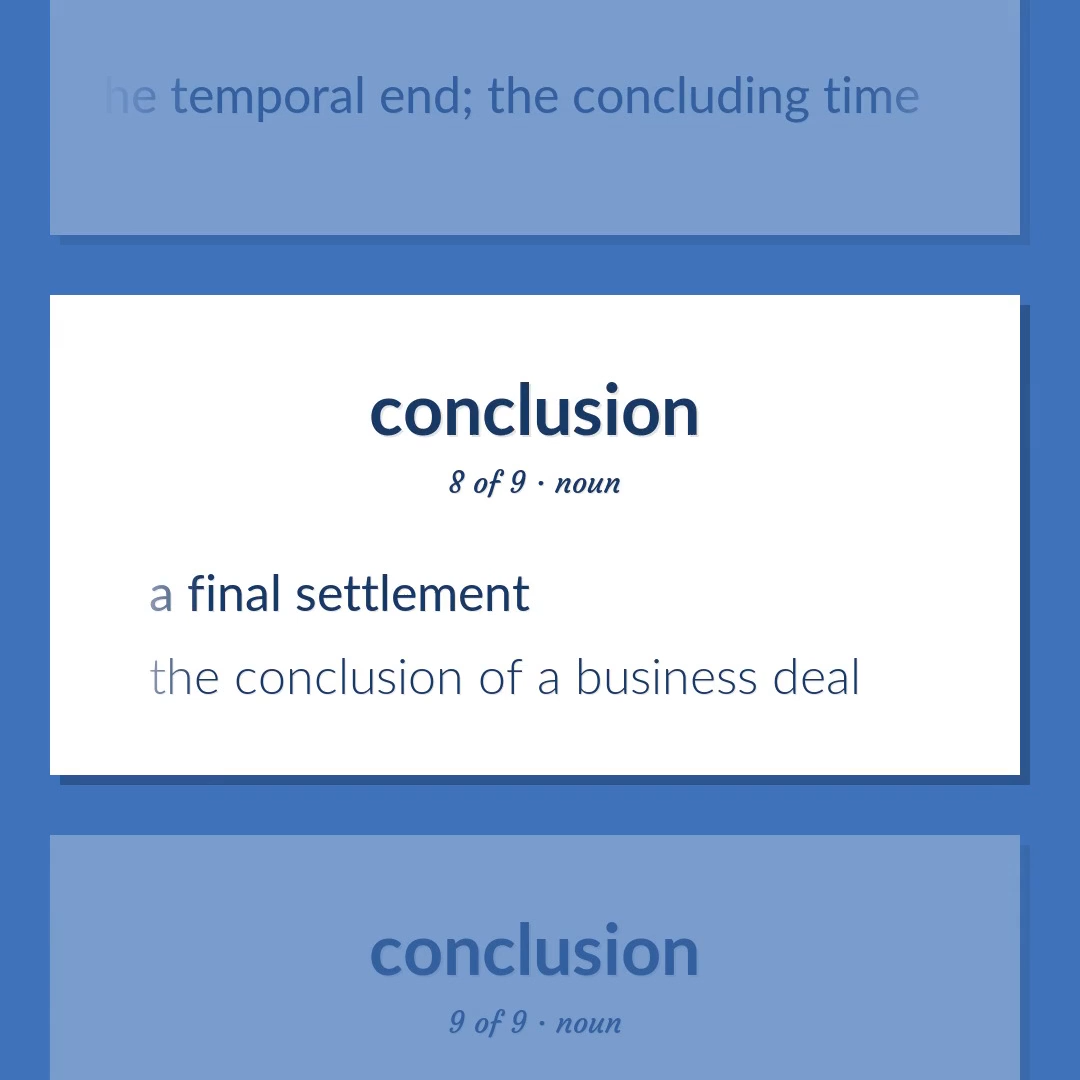 he temporal end; the concluding time
conclusion
8 of 9 · noun
a final settlement
the conclusion of a business deal
conclusion
9 of 9 · noun